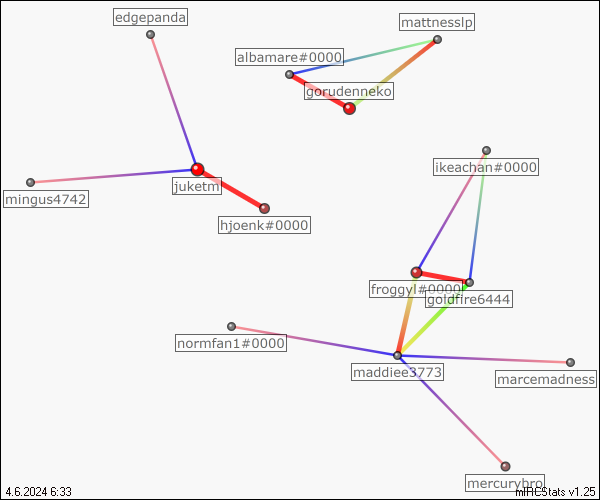 edgepanda
mattnesslp
albamare#0000
gorudenneko
ikeachan#0000
juketm
mingus4742
hjoenk#0000
froggyl#0000
goldfire6444
normfan1#0000
maddiee3773
marcemadness
mercurybro
4.6.2024 6:33
mIRCStats v1.25